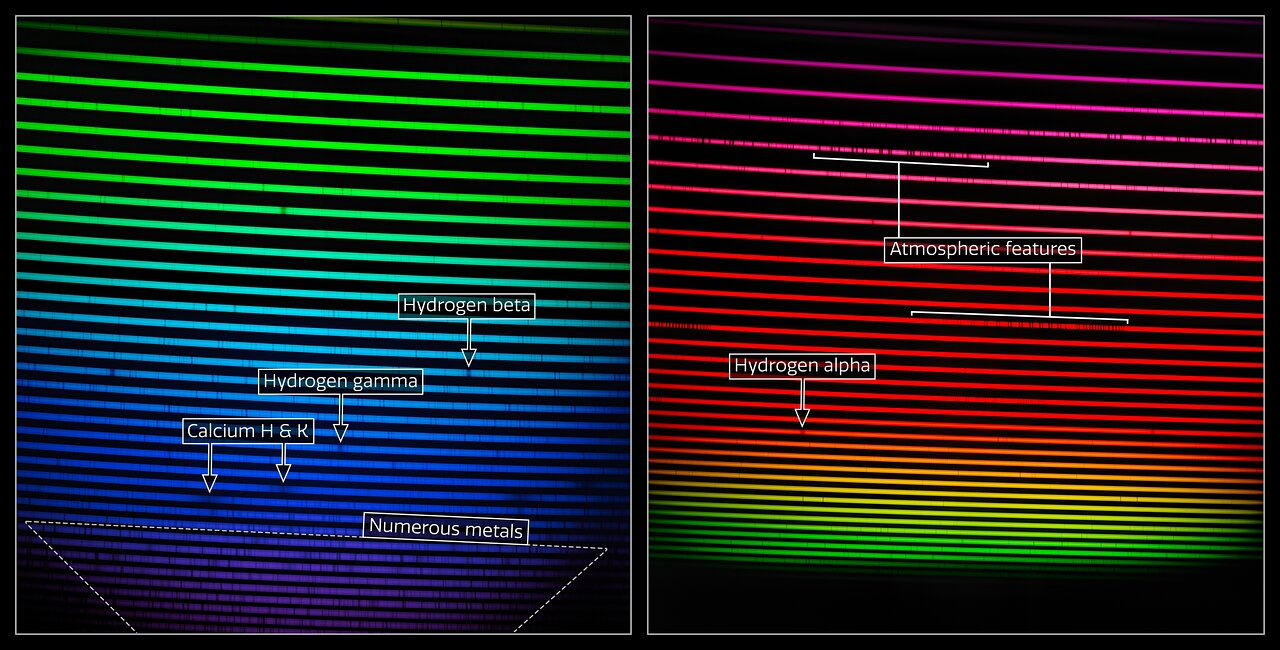 Hydrogen beta
Hydrogen gamma
Calcium H & K
Numerous metals
Atmospheric features
Hydrogen alpha